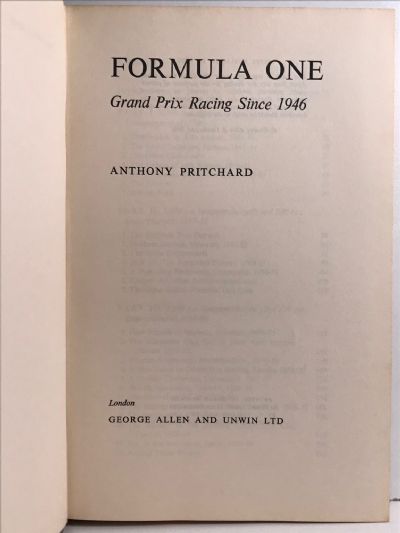 FORMULA ONE
Grand Prix Racing Since 1946
ANTHONY PRITCHARD
London
GEORGE ALLEN AND UNWIN LTD